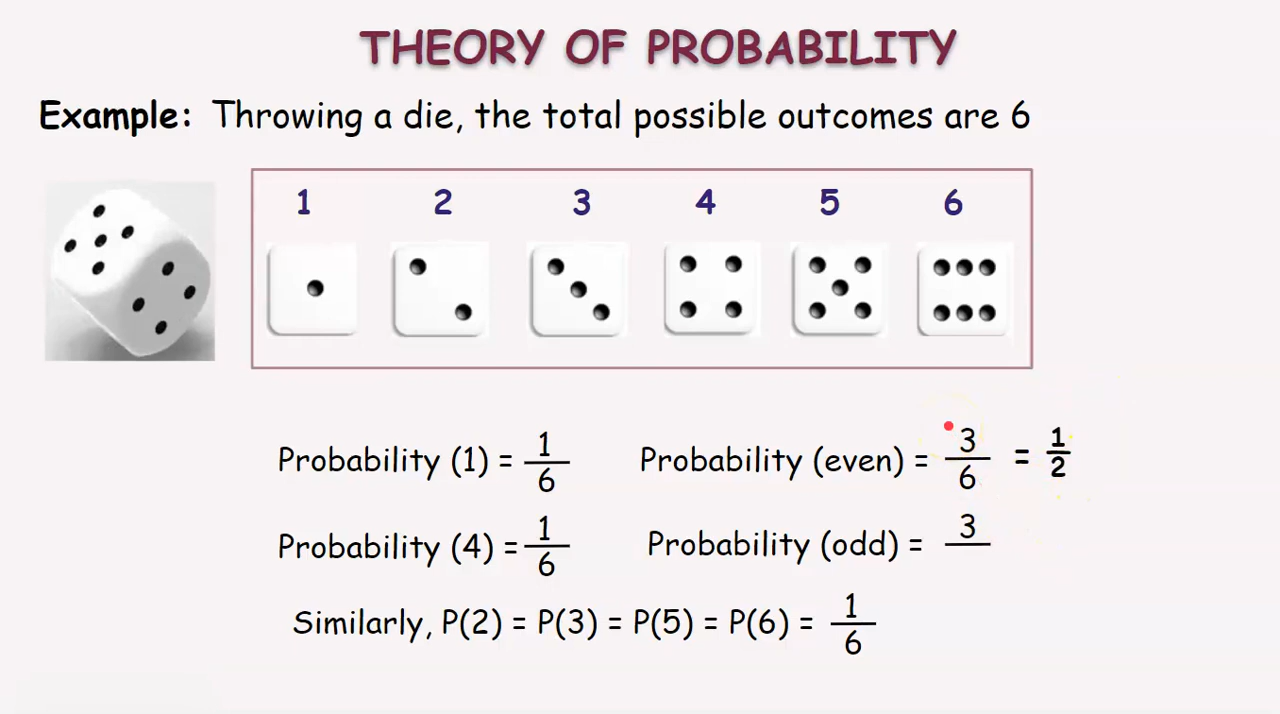 THEORY OF PROBABILITY
Example: Throwing a die, the total possible outcomes are 6
1 2 3 4 5 6
Probability (1) = 1/6 Probability (even) = 3/6 = 1/2
Probability (4) = 1/6 Probability (odd) = 3/
Similarly, P(2) = P(3) = P(5) = P(6) = 1/6